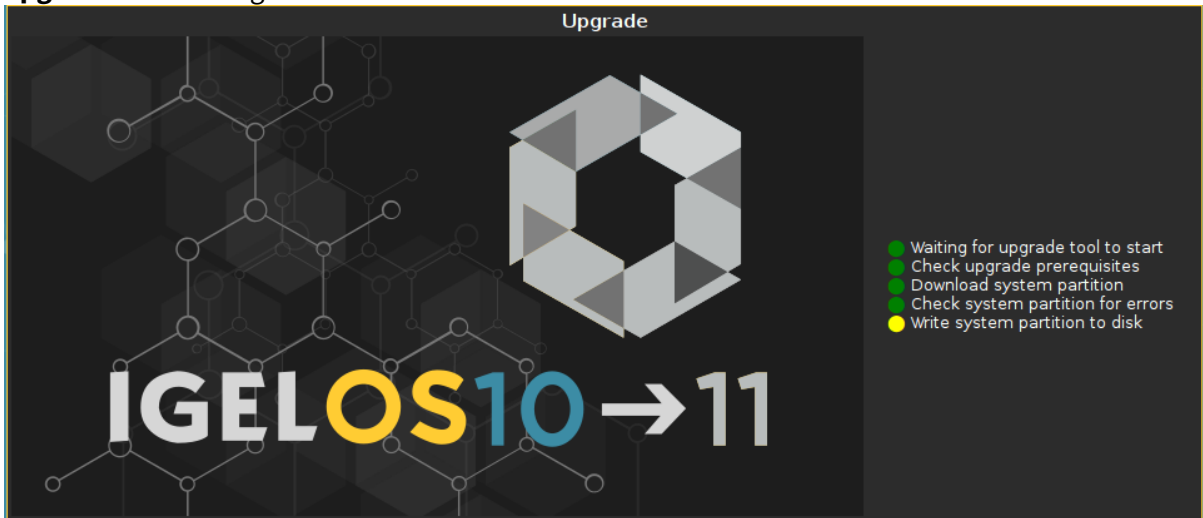 Upgrade
IGELOS10→11
Waiting for upgrade tool to start
Check upgrade prerequisites
Download system partition
Check system partition for errors
Write system partition to disk